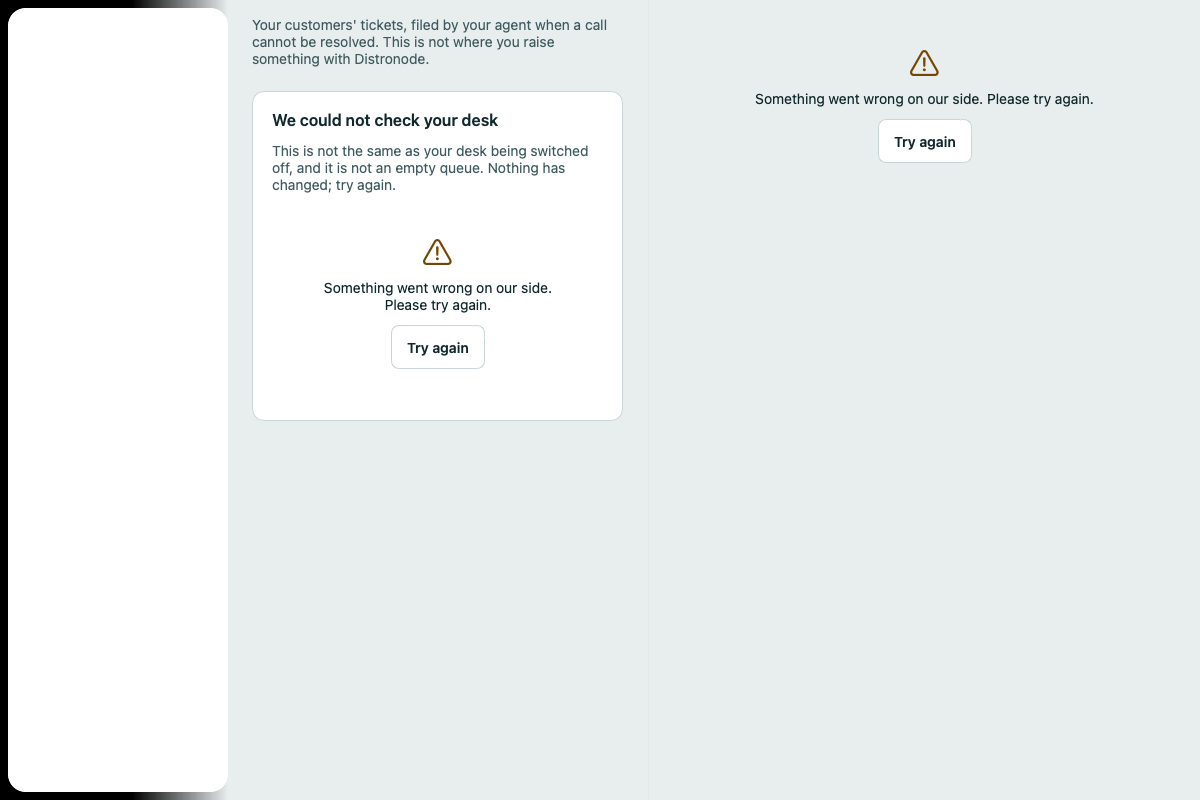 Your customers' tickets, filed by your agent when a call
cannot be resolved. This is not where you raise
something with Distronode.
We could not check your desk
This is not the same as your desk being switched
off, and it is not an empty queue. Nothing has
changed; try again.
Something went wrong on our side.
Please try again.
Try again
Something went wrong on our side. Please try again.
Try again